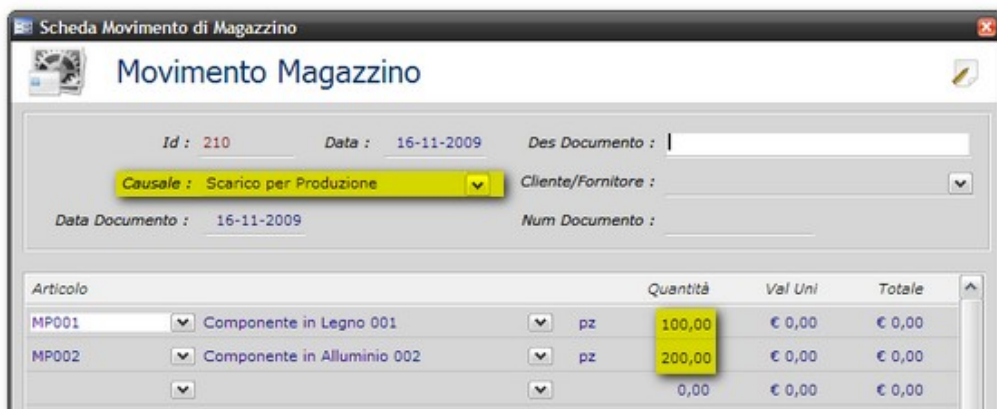 Scheda Movimento di Magazzino
Movimento Magazzino
Id : 210 Data : 16-11-2009 Des Documento :
Causale : Scarico per Produzione Cliente/Fornitore :
Data Documento : 16-11-2009 Num Documento :
Articolo Quantità Val Uni Totale
MP001 Componente in Legno 001 pz 100,00 € 0,00 € 0,00
MP002 Componente in Alluminio 002 pz 200,00 € 0,00 € 0,00
0,00 € 0,00 € 0,00